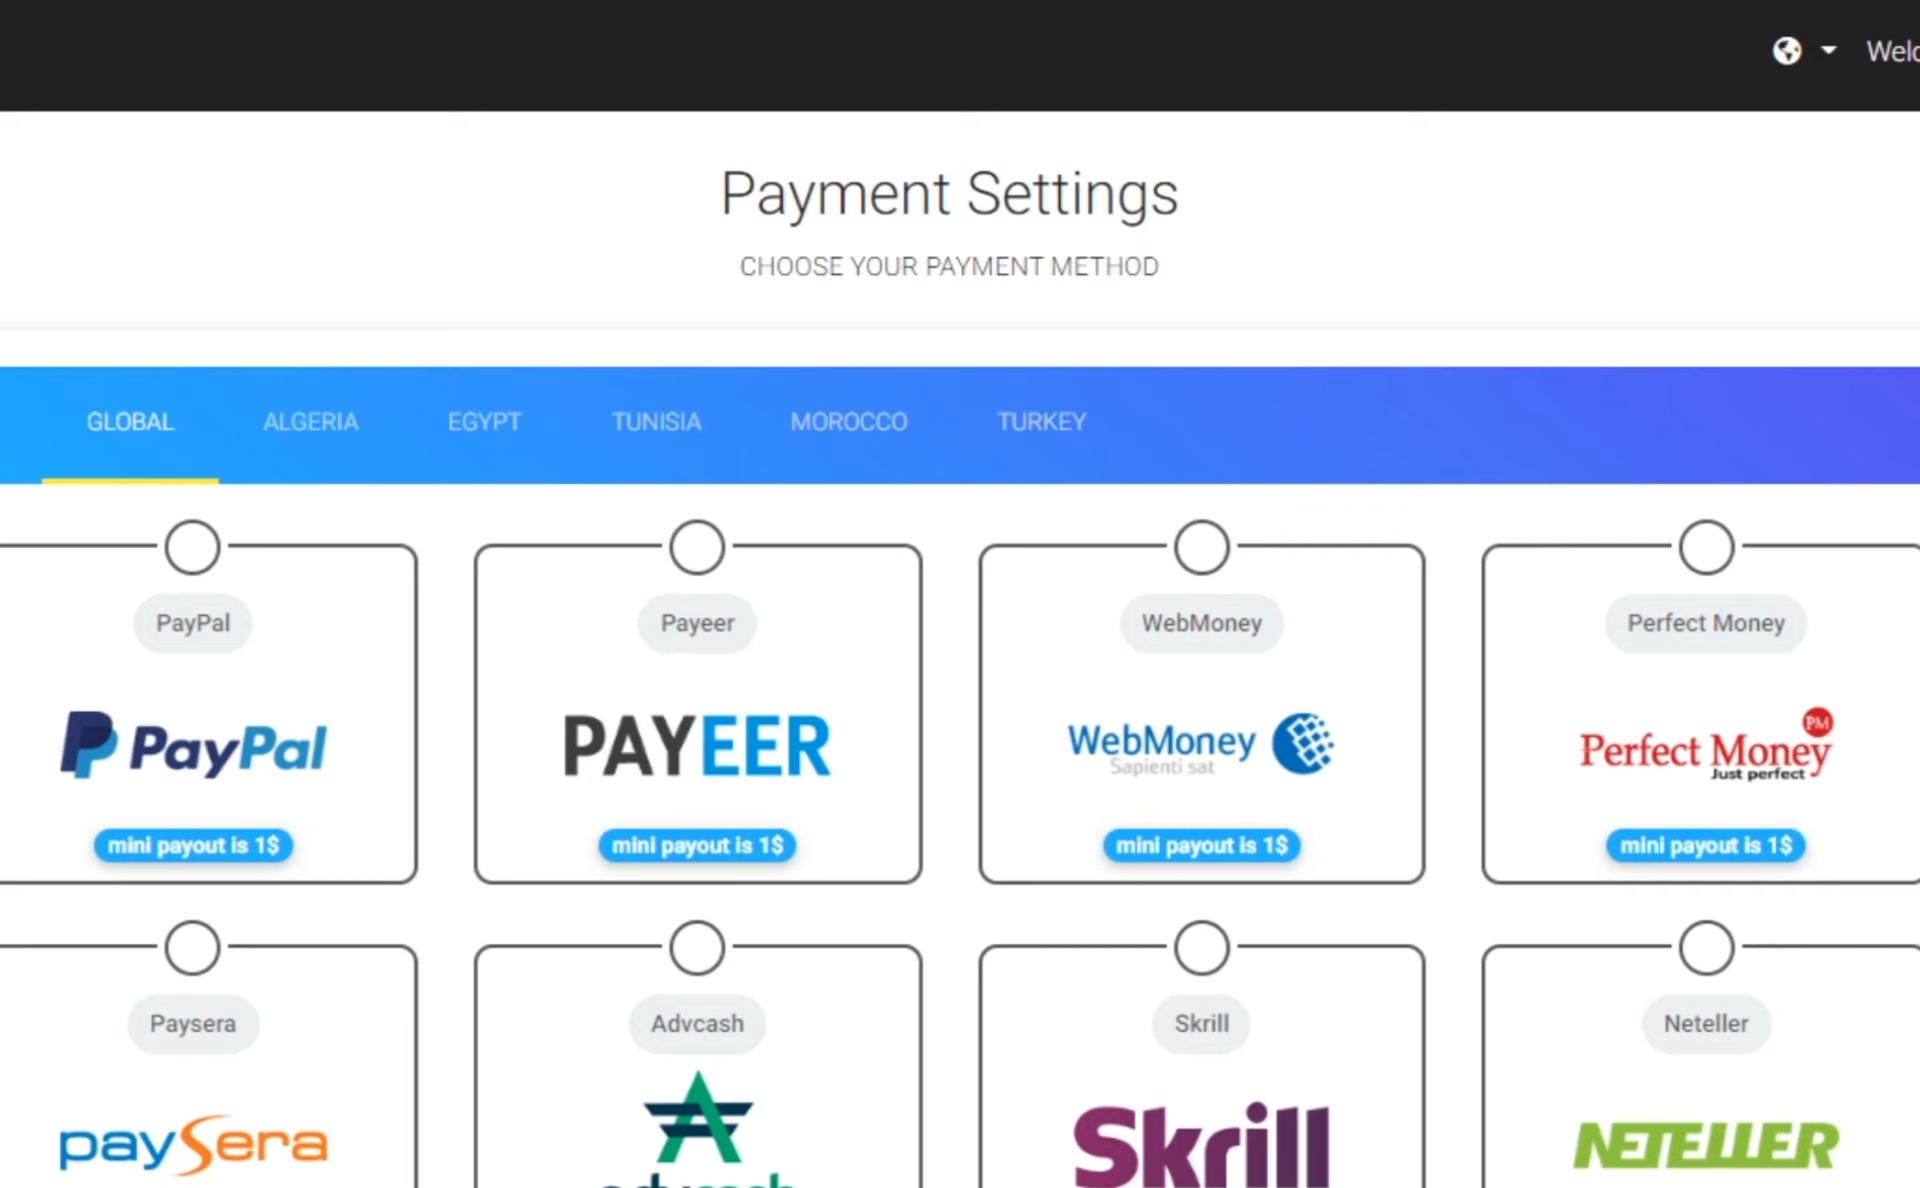 Payment Settings
CHOOSE YOUR PAYMENT METHOD
GLOBAL ALGERIA EGYPT TUNISIA MOROCCO TURKEY
PayPal Payeer WebMoney Perfect Money
PayPal PAYEER WebMoney Perfect Money PM
Sapienti sat Just perfect
mini payout is 1$ mini payout is 1$ mini payout is 1$ mini payout is 1$
Paysera Advcash Skrill Neteller
paysera Skrill NETELLER